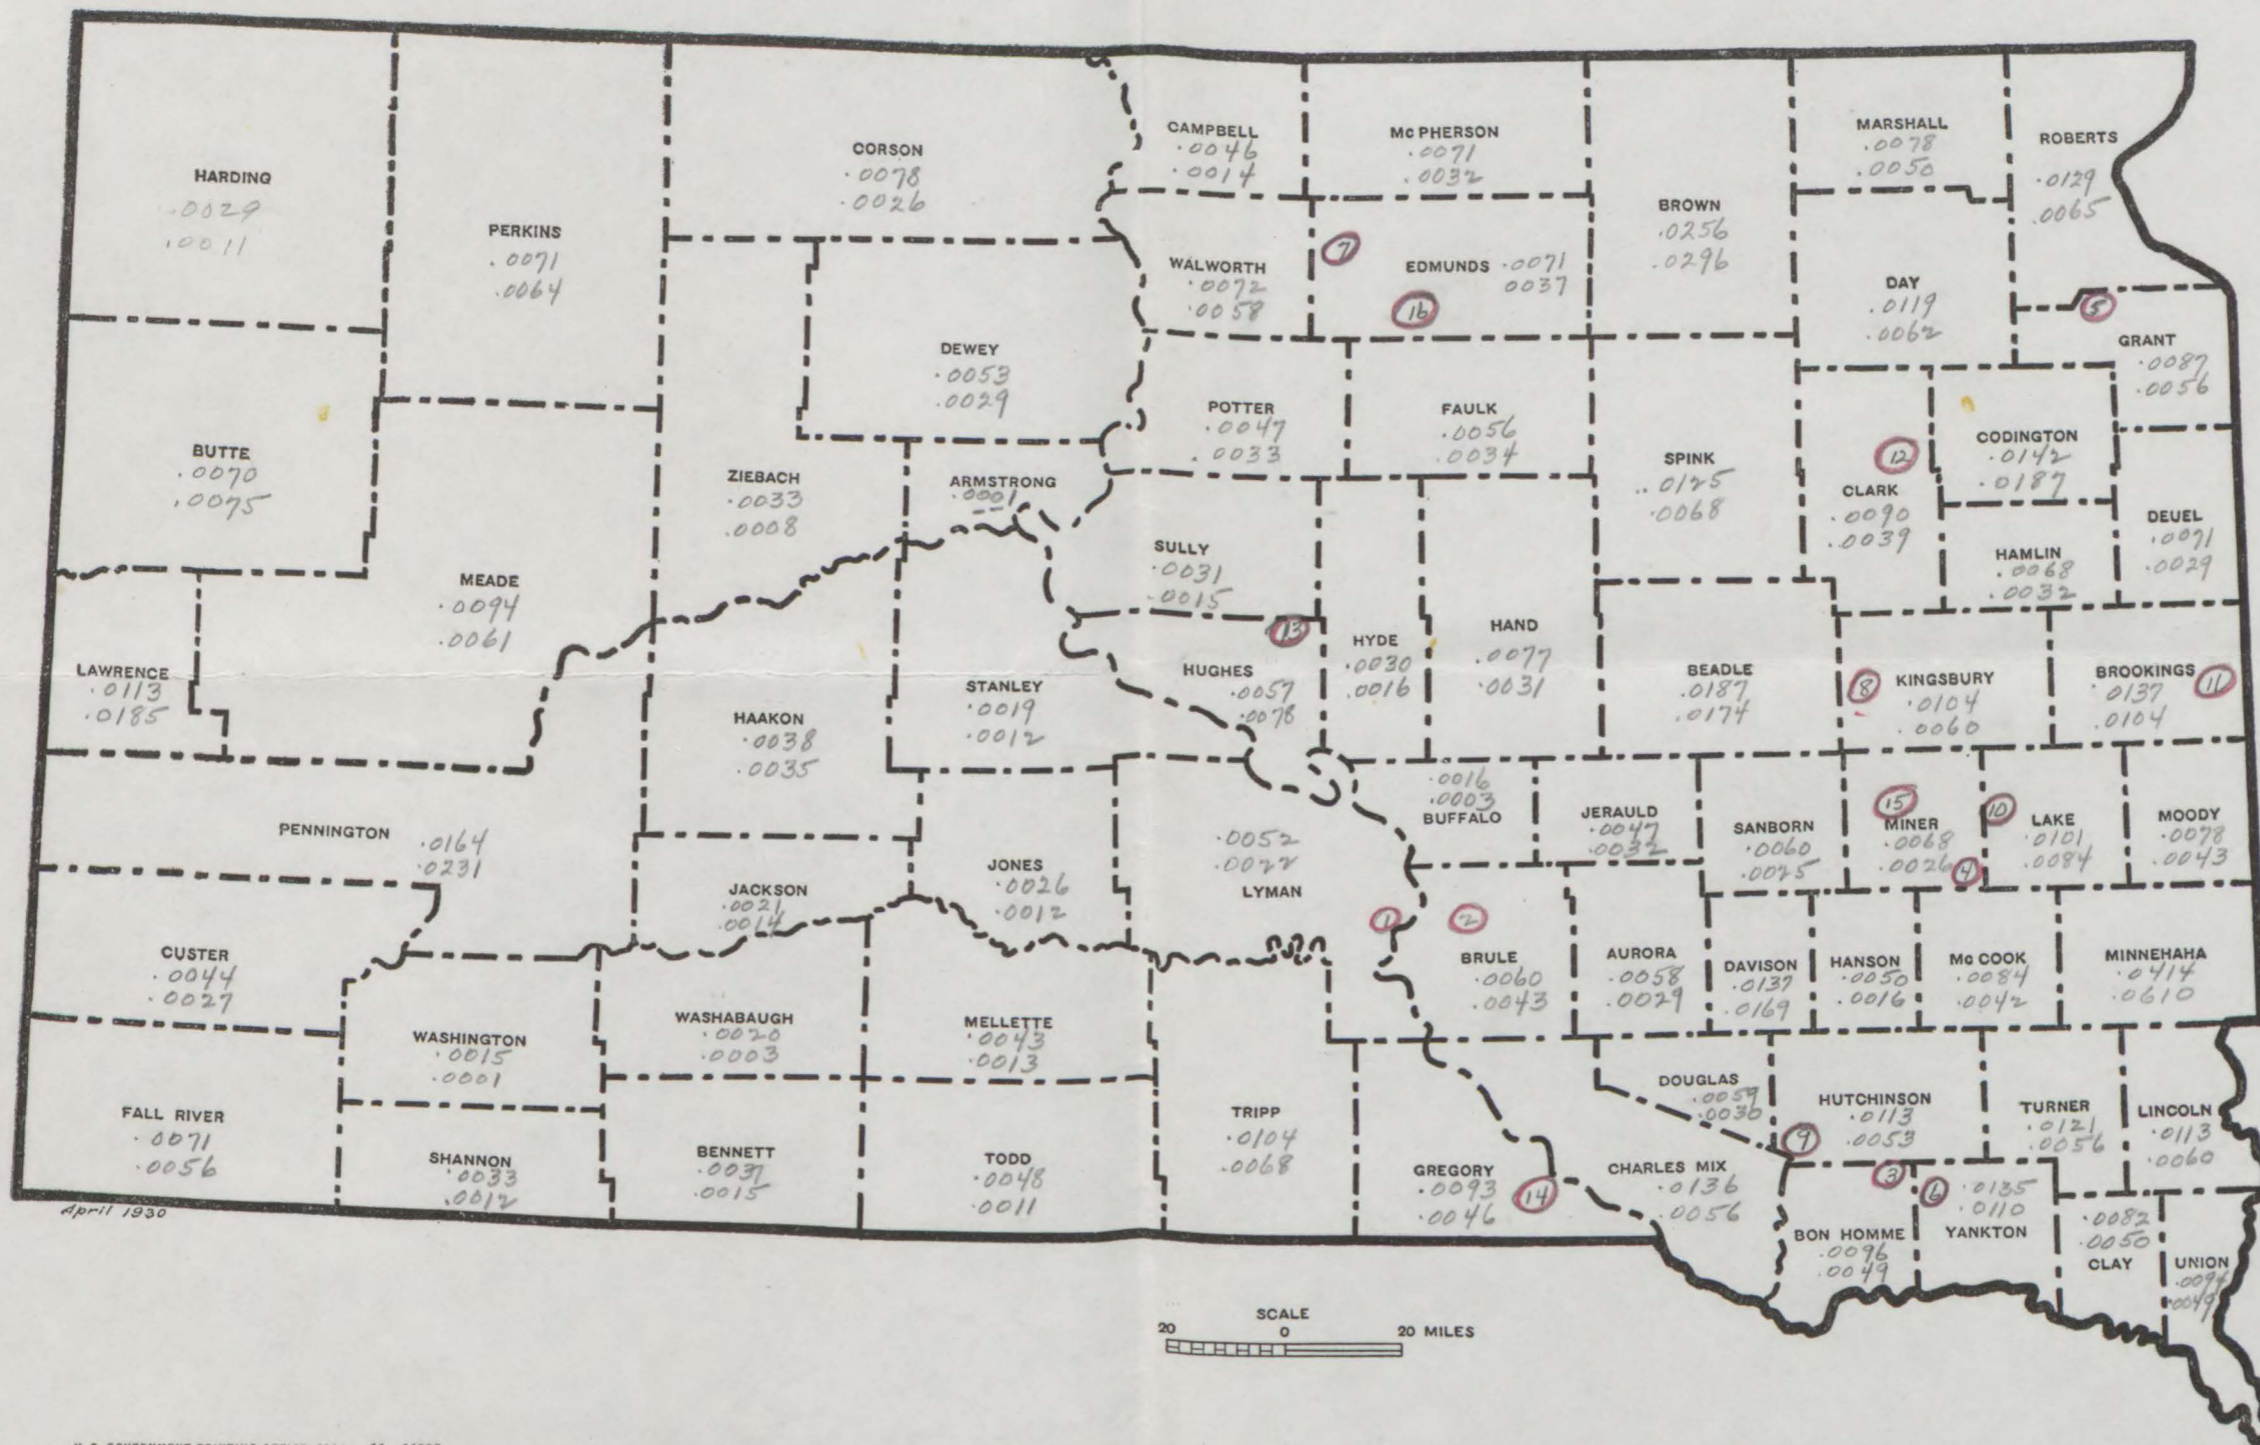 HARDING
.0029
.0011
PERKINS
.0071
.0064
CORSON
.0078
.0026
CAMPBELL
.0046
.0014
McPHERSON
.0071
.0032
BROWN
.0256
.0296
MARSHALL
.0078
.0050
ROBERTS
.0129
.0065
WALWORTH
.0072
.0058
7
EDMUNDS .0071
0037
16
DAY
.0119
.0062
5
GRANT
.0087
.0056
BUTTE
.0070
.0075
DEWEY
.0053
.0029
ZIEBACH
.0033
.0008
ARMSTRONG
.0001
POTTER
.0047
.0033
FAULK
.0056
.0034
SPINK
.0125
.0068
12
CLARK
.0090
.0039
CODINGTON
.0142
.0187
HAMLIN
.0068
.0032
DEUEL
.0071
.0029
MEADE
.0094
.0061
LAWRENCE
.0113
.0185
SULLY
.0031
.0015
13
HUGHES
.0057
.0078
HYDE
.0030
.0016
HAND
.0077
.0031
BEADLE
.0187
.0174
8
KINGSBURY
.0104
.0060
BROOKINGS
.0137
.0104
11
HAAKON
.0038
.0035
STANLEY
.0019
.0012
PENNINGTON
.0164
.0231
JACKSON
.0021
.0014
JONES
.0026
.0012
.0052
.0022
LYMAN
.0016
.0003
BUFFALO
JERAULD
.0047
.0032
SANBORN
.0060
.0025
15
MINER
.0068
.0026
4
10
LAKE
.0101
.0084
MOODY
.0078
.0043
CUSTER
.0044
.0027
WASHINGTON
.0015
.0001
WASHABAUGH
.0020
.0003
MELLETTE
.0043
.0013
1
2
BRULE
.0060
.0043
AURORA
.0058
.0029
DAVISON
.0137
.0169
HANSON
.0050
.0016
McCOOK
.0084
.0042
MINNEHAHA
.0414
.0610
FALL RIVER
.0071
.0056
SHANNON
.0033
.0012
BENNETT
.0037
.0015
TODD
.0048
.0011
TRIPP
.0104
.0068
GREGORY
.0093
.0046
14
CHARLES MIX
.0136
.0056
DOUGLAS
.0059
.0030
9
HUTCHINSON
.0113
.0053
TURNER
.0121
.0056
LINCOLN
.0113
.0060
3
BON HOMME
.0096
.0049
6
.0135
.0110
YANKTON
.0082
.0050
CLAY
UNION
.0094
.0049
April 1930
SCALE
20 0 20 MILES